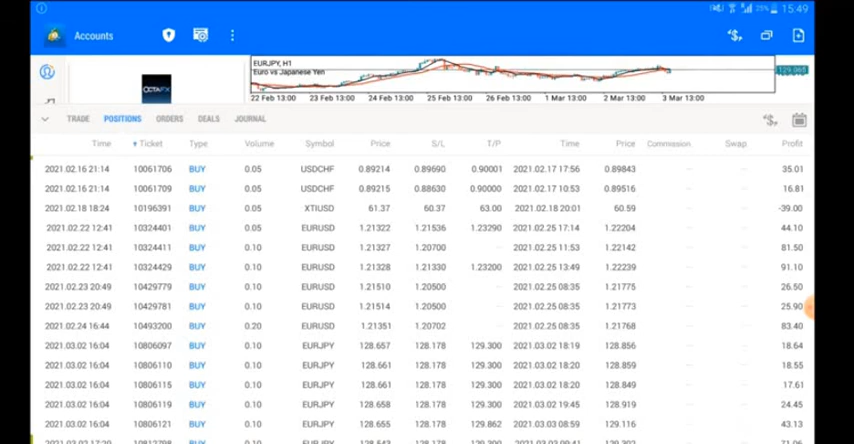 25% 15:49
Accounts
EURJPY, H1
Euro vs Japanese Yen
129.068
OCTAFX
22 Feb 13:00 23 Feb 13:00 24 Feb 13:00 25 Feb 13:00 26 Feb 13:00 1 Mar 13:00 2 Mar 13:00 3 Mar 13:00
TRADE POSITIONS ORDERS DEALS JOURNAL
Time Ticket Type Volume Symbol Price S/L T/P Time Price Commission Swap Profit
2021.02.16 21:14 10061706 BUY 0.05 USDCHF 0.89214 0.89690 0.90001 2021.02.17 17:56 0.89843 35.01
2021.02.16 21:14 10061709 BUY 0.05 USDCHF 0.89215 0.88630 0.90000 2021.02.17 10:53 0.89516 16.81
2021.02.18 18:24 10196391 BUY 0.05 XTIUSD 61.37 60.37 63.00 2021.02.18 20:01 60.59 -39.00
2021.02.22 12:41 10324401 BUY 0.05 EURUSD 1.21322 1.21536 1.23290 2021.02.25 17:14 1.22204 44.10
2021.02.22 12:41 10324411 BUY 0.10 EURUSD 1.21327 1.20700 2021.02.25 11:53 1.22142 81.50
2021.02.22 12:41 10324429 BUY 0.10 EURUSD 1.21328 1.21330 1.23200 2021.02.25 13:49 1.22239 91.10
2021.02.23 20:49 10429779 BUY 0.10 EURUSD 1.21510 1.20500 2021.02.25 08:35 1.21775 26.50
2021.02.23 20:49 10429781 BUY 0.10 EURUSD 1.21514 1.20500 2021.02.25 08:35 1.21773 25.90
2021.02.24 16:44 10493200 BUY 0.20 EURUSD 1.21351 1.20702 2021.02.25 08:35 1.21768 83.40
2021.03.02 16:04 10806097 BUY 0.10 EURJPY 128.657 128.178 129.300 2021.03.02 18:19 128.856 18.64
2021.03.02 16:04 10806110 BUY 0.10 EURJPY 128.661 128.178 129.300 2021.03.02 18:20 128.859 18.55
2021.03.02 16:04 10806115 BUY 0.10 EURJPY 128.661 128.178 129.300 2021.03.02 18:20 128.849 17.61
2021.03.02 16:04 10806119 BUY 0.10 EURJPY 128.658 128.178 129.300 2021.03.02 19:45 128.919 24.45
2021.03.02 16:04 10806121 BUY 0.10 EURJPY 128.655 128.178 129.862 2021.03.03 08:59 129.116 43.13